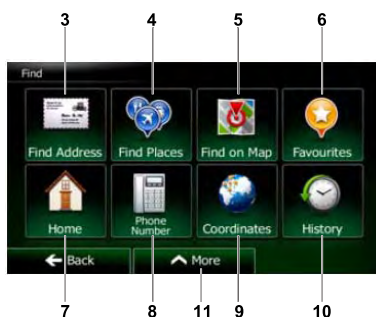 3 4 5 6
Find
Find Address Find Places Find on Map Favourites
Home Phone Number Coordinates History
Back More
7 8 11 9 10